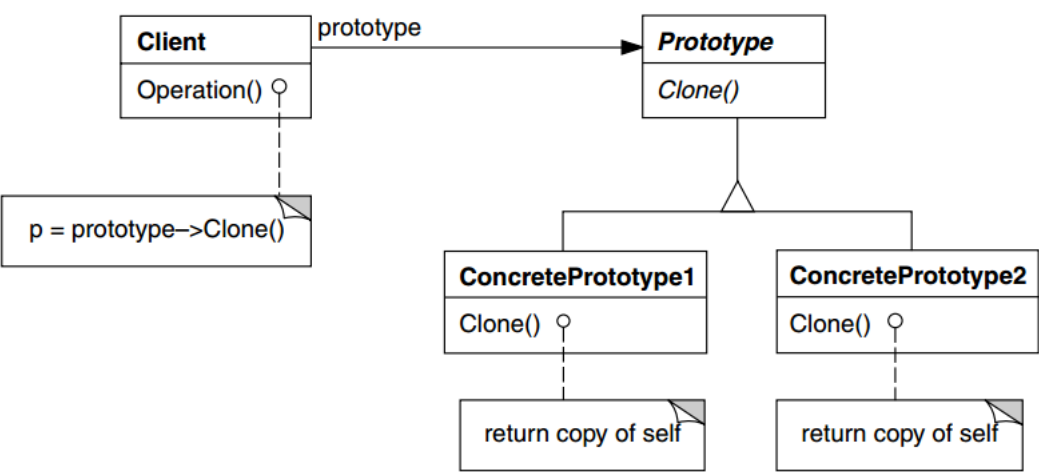 Client
prototype
Prototype
Operation()
Clone()
p = prototype–>Clone()
ConcretePrototype1
ConcretePrototype2
Clone()
Clone()
return copy of self
return copy of self